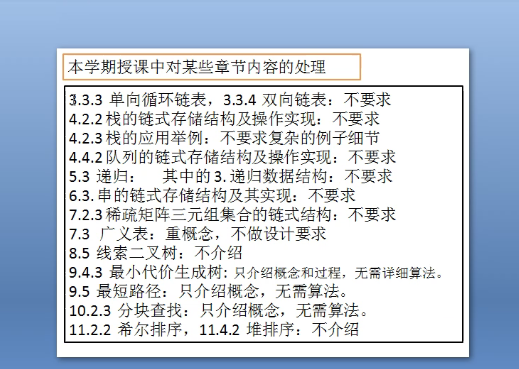 本学期授课中对某些章节内容的处理
3.3.3 单向循环链表，3.3.4 双向链表：不要求
4.2.2 栈的链式存储结构及操作实现：不要求
4.2.3 栈的应用举例：不要求复杂的例子细节
4.4.2 队列的链式存储结构及操作实现：不要求
5.3 递归： 其中的 3. 递归数据结构：不要求
6.3. 串的链式存储结构及其实现：不要求
7.2.3 稀疏矩阵三元组集合的链式结构：不要求
7.3 广义表：重概念，不做设计要求
8.5 线索二叉树：不介绍
9.4.3 最小代价生成树: 只介绍概念和过程，无需详细算法。
9.5 最短路径：只介绍概念，无需算法。
10.2.3 分块查找：只介绍概念，无需算法。
11.2.2 希尔排序，11.4.2 堆排序：不介绍